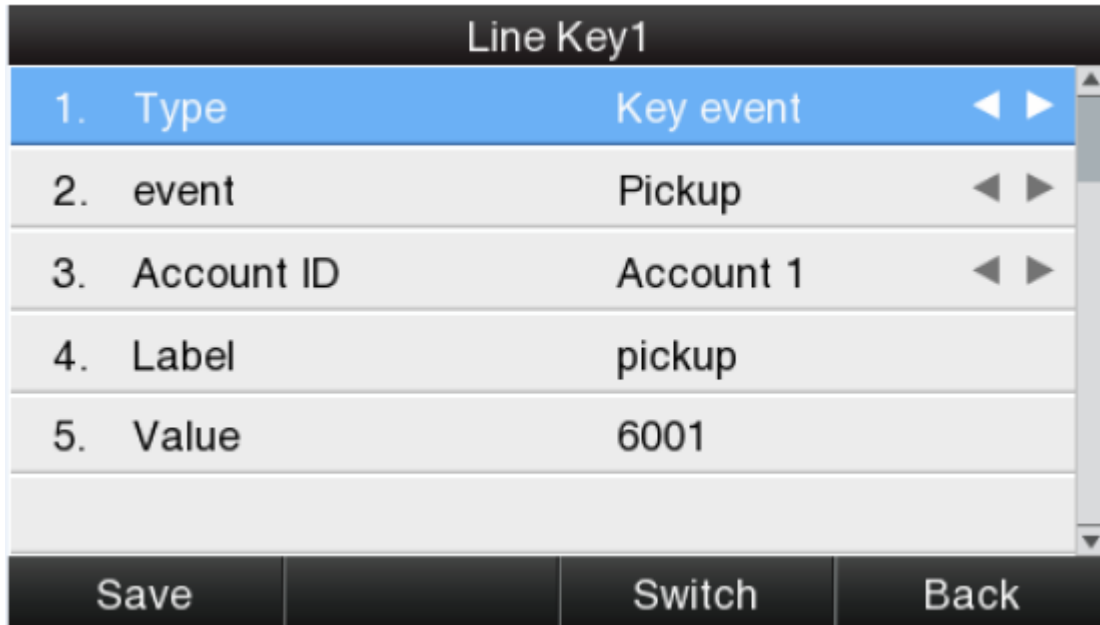 Line Key1
1. Type Key event
2. event Pickup
3. Account ID Account 1
4. Label pickup
5. Value 6001
Save Switch Back